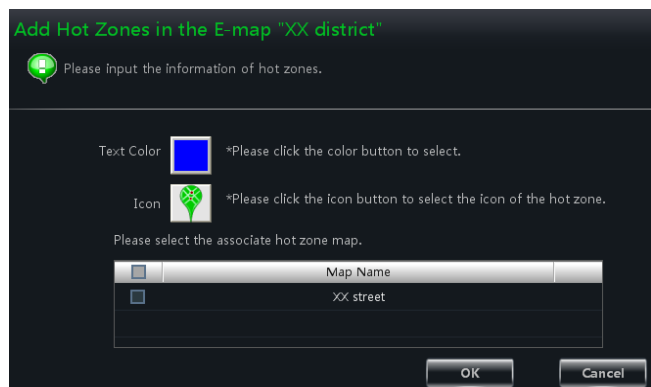 Add Hot Zones in the E-map "XX district"
Please input the information of hot zones.
Text Color *Please click the color button to select.
Icon *Please click the icon button to select the icon of the hot zone.
Please select the associate hot zone map.
Map Name
XX street
OK Cancel